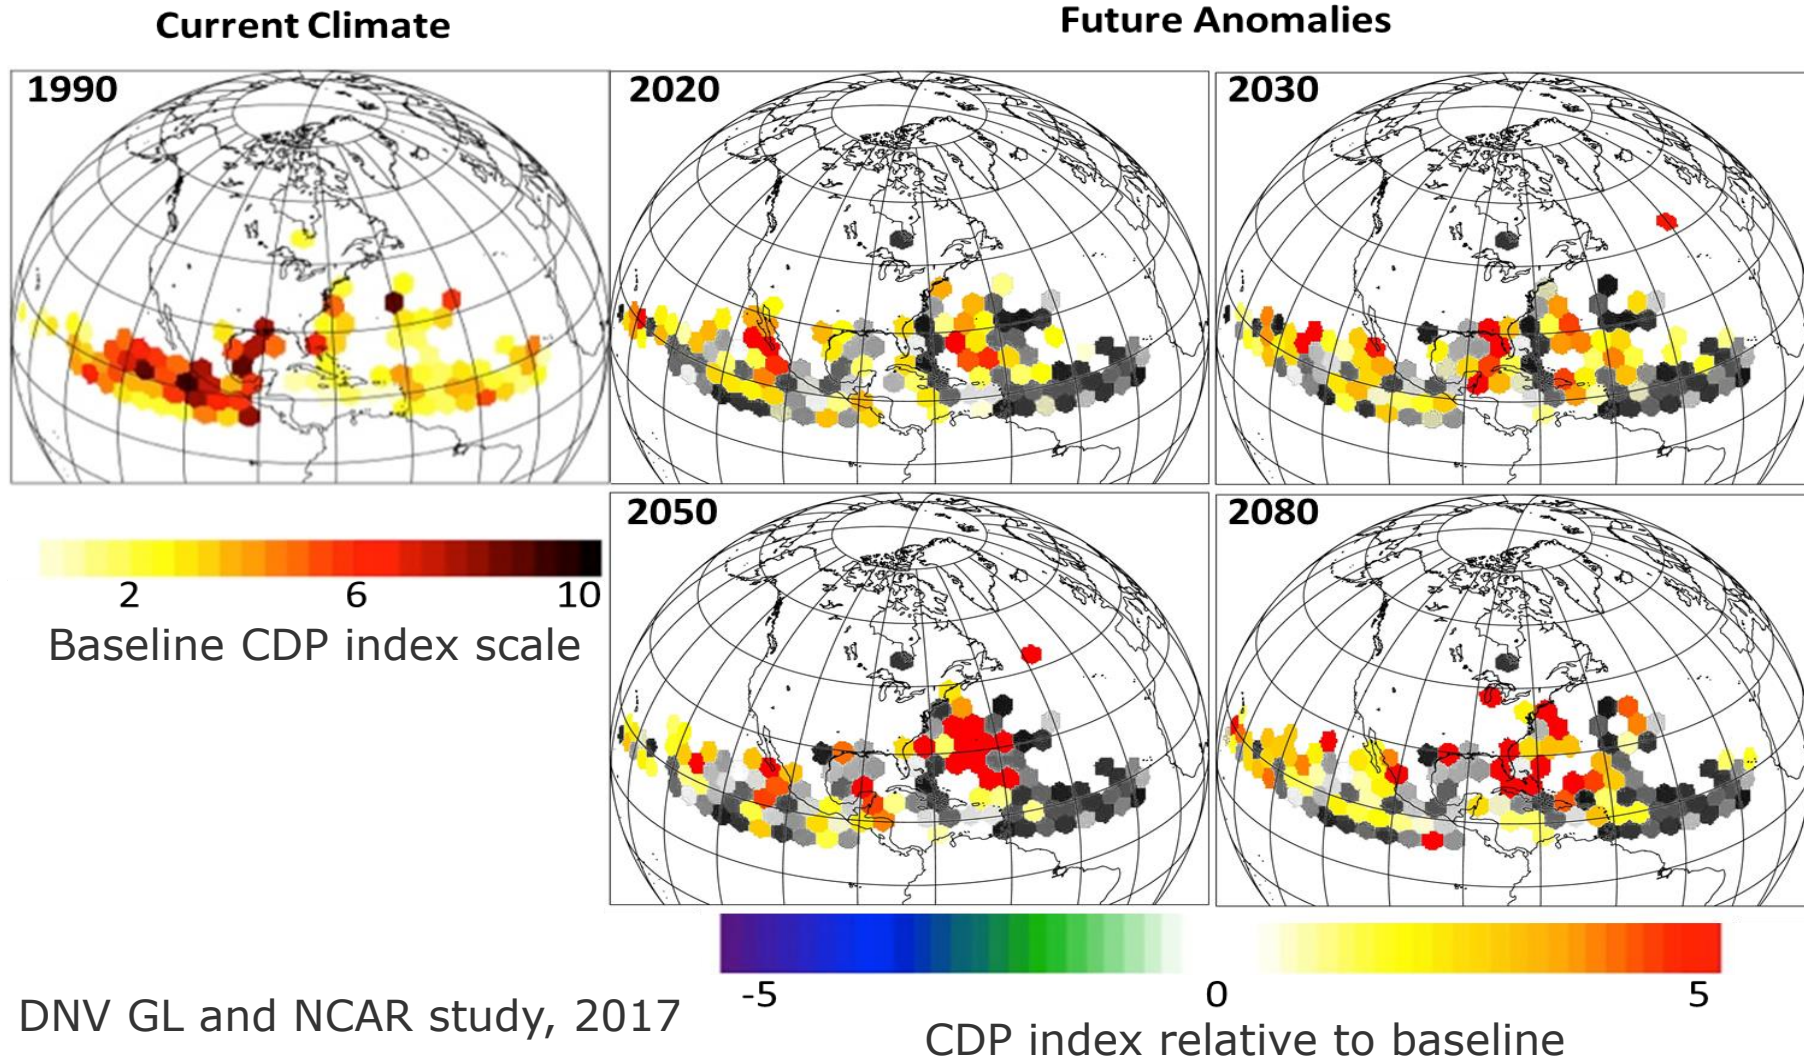 Current Climate
Future Anomalies
1990
2020
2030
2050
2080
2 6 10
Baseline CDP index scale
-5 0 5
DNV GL and NCAR study, 2017
CDP index relative to baseline